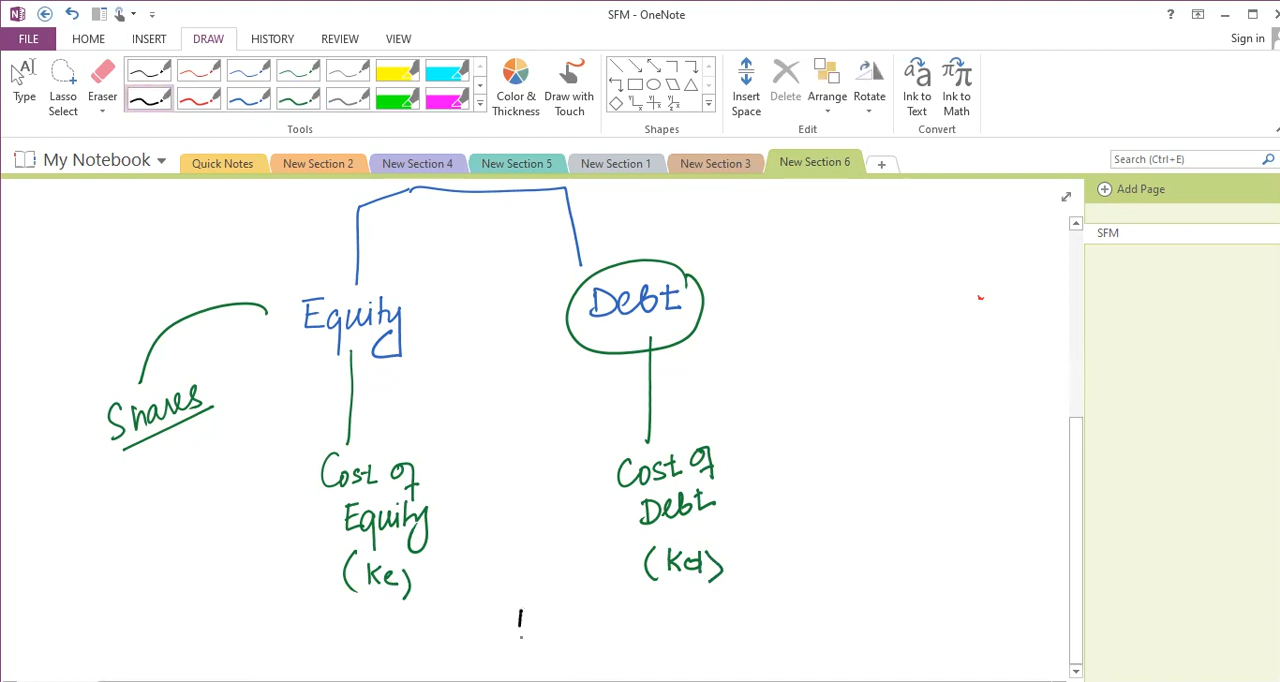 SFM - OneNote
?
FILE HOME INSERT DRAW HISTORY REVIEW VIEW
Sign in
Type
Lasso Select
Eraser
Color & Thickness
Draw with Touch
Insert Space
Delete
Arrange
Rotate
Ink to Text
Ink to Math
Tools
Shapes
Edit
Convert
My Notebook
Quick Notes
New Section 2
New Section 4
New Section 5
New Section 1
New Section 3
New Section 6
Search (Ctrl+E)
Add Page
SFM
Equity
Debt
Shares
Cost of
Equity
(Ke)
Cost of
Debt
(Kd)